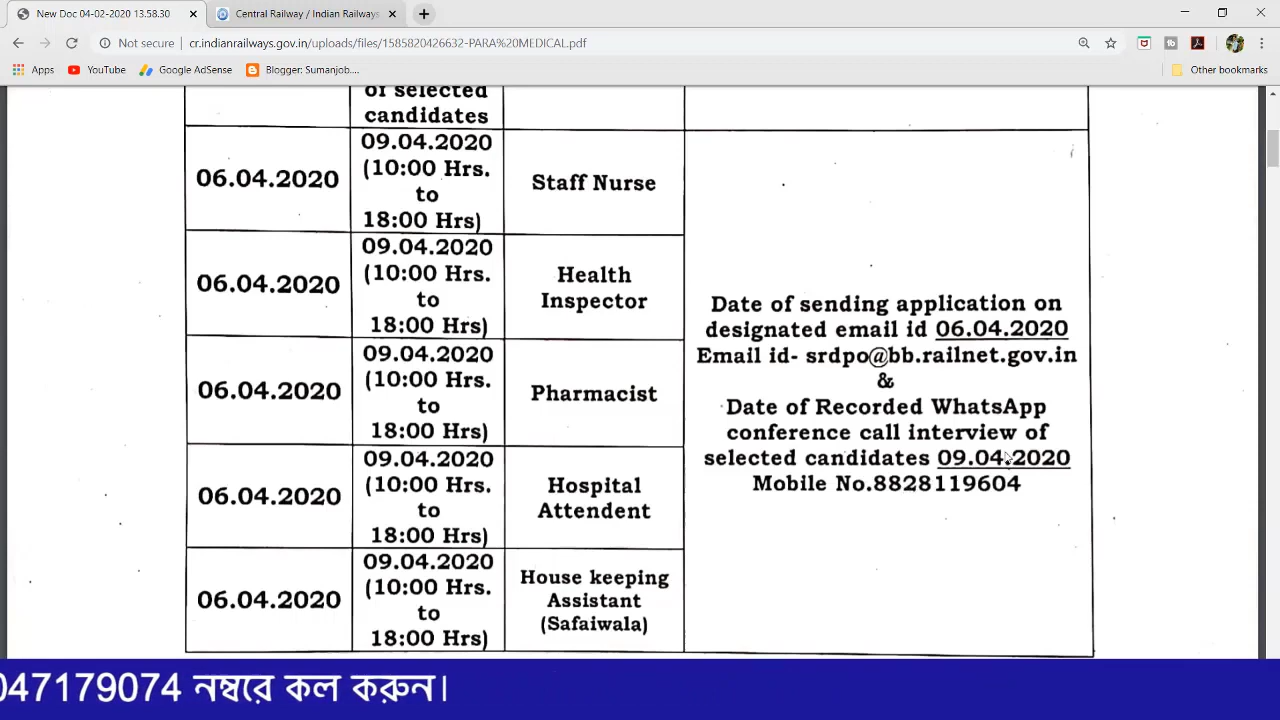 New Doc 04-02-2020 13.58.30
Central Railway / Indian Railways
Not secure | cr.indianrailways.gov.in/uploads/files/1585820426632-PARA%20MEDICAL.pdf
Apps YouTube Google AdSense Blogger: Sumanjob.... Other bookmarks
of selected
candidates
06.04.2020
09.04.2020
(10:00 Hrs.
to
18:00 Hrs)
Staff Nurse
06.04.2020
09.04.2020
(10:00 Hrs.
to
18:00 Hrs)
Health
Inspector
06.04.2020
09.04.2020
(10:00 Hrs.
to
18:00 Hrs)
Pharmacist
06.04.2020
09.04.2020
(10:00 Hrs.
to
18:00 Hrs)
Hospital
Attendent
06.04.2020
09.04.2020
(10:00 Hrs.
to
18:00 Hrs)
House keeping
Assistant
(Safaiwala)
Date of sending application on
designated email id 06.04.2020
Email id- srdpo@bb.railnet.gov.in
&
Date of Recorded WhatsApp
conference call interview of
selected candidates 09.04.2020
Mobile No.8828119604
047179074 নম্বরে কল করুন।